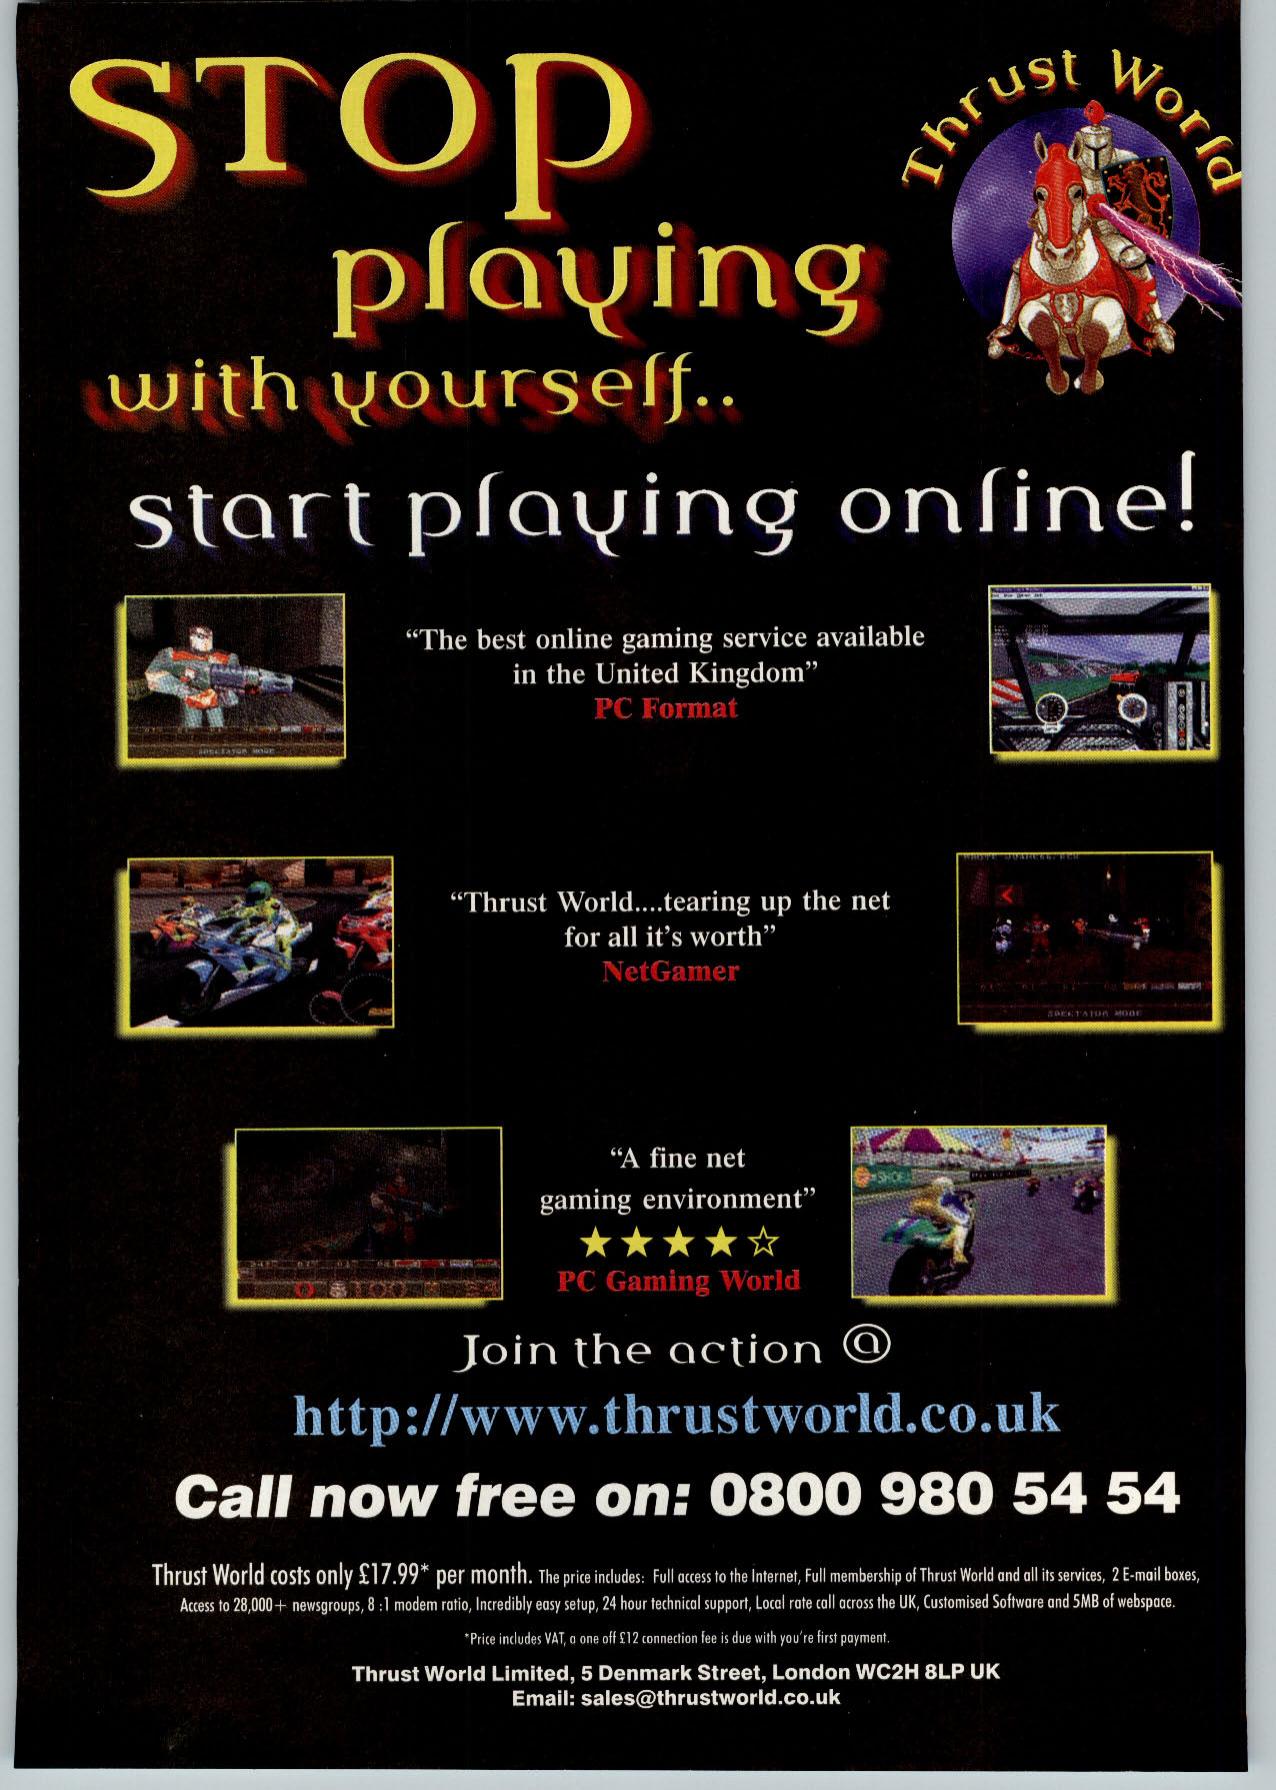 STOP
Thrust World
playing
with yourself..
start playing online!
“The best online gaming service available
in the United Kingdom”
PC Format
SPECTATOR MODE
“Thrust World....tearing up the net
for all it’s worth”
NetGamer
SPECTATOR MODE
“A fine net
gaming environment”
★★★★☆
PC Gaming World
SHOEI
Join the action @
http://www.thrustworld.co.uk
Call now free on: 0800 980 54 54
Thrust World costs only £17.99* per month. The price includes: Full access to the Internet, Full membership of Thrust World and all its services, 2 E-mail boxes,
Access to 28,000+ newsgroups, 8 :1 modem ratio, Incredibly easy setup, 24 hour technical support, Local rate call across the UK, Customised Software and 5MB of webspace.
*Price includes VAT, a one off £12 connection fee is due with you’re first payment.
Thrust World Limited, 5 Denmark Street, London WC2H 8LP UK
Email: sales@thrustworld.co.uk